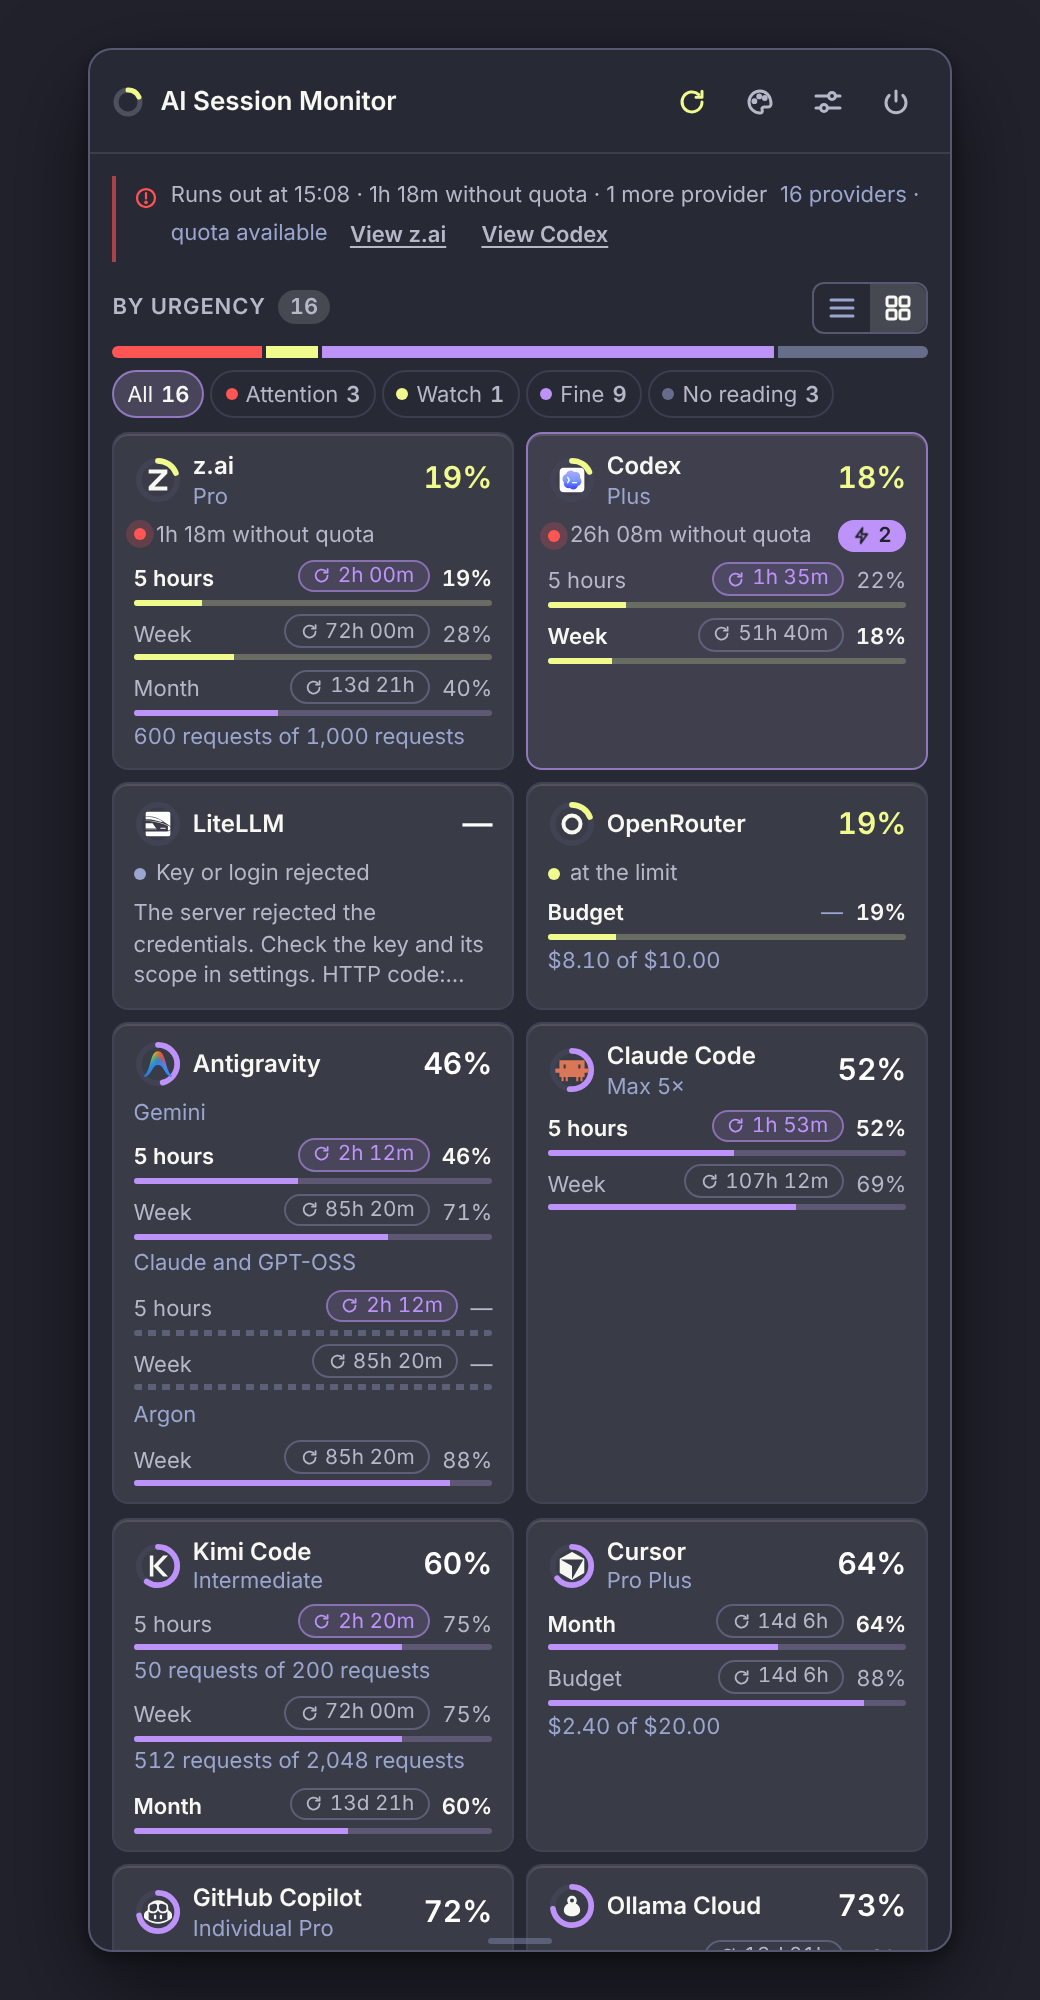 AI Session Monitor
Runs out at 15:08 · 1h 18m without quota · 1 more provider 16 providers ·
quota available View z.ai View Codex
BY URGENCY 16
All 16 Attention 3 Watch 1 Fine 9 No reading 3
z.ai
Pro
19%
1h 18m without quota
5 hours 2h 00m 19%
Week 72h 00m 28%
Month 13d 21h 40%
600 requests of 1,000 requests
Codex
Plus
18%
26h 08m without quota 2
5 hours 1h 35m 22%
Week 51h 40m 18%
LiteLLM —
Key or login rejected
The server rejected the
credentials. Check the key and its
scope in settings. HTTP code:...
OpenRouter 19%
at the limit
Budget — 19%
$8.10 of $10.00
Antigravity 46%
Gemini
5 hours 2h 12m 46%
Week 85h 20m 71%
Claude and GPT-OSS
5 hours 2h 12m —
Week 85h 20m —
Argon
Week 85h 20m 88%
Claude Code
Max 5×
52%
5 hours 1h 53m 52%
Week 107h 12m 69%
Kimi Code
Intermediate
60%
5 hours 2h 20m 75%
50 requests of 200 requests
Week 72h 00m 75%
512 requests of 2,048 requests
Month 13d 21h 60%
Cursor
Pro Plus
64%
Month 14d 6h 64%
Budget 14d 6h 88%
$2.40 of $20.00
GitHub Copilot
Individual Pro
72%
Ollama Cloud 73%